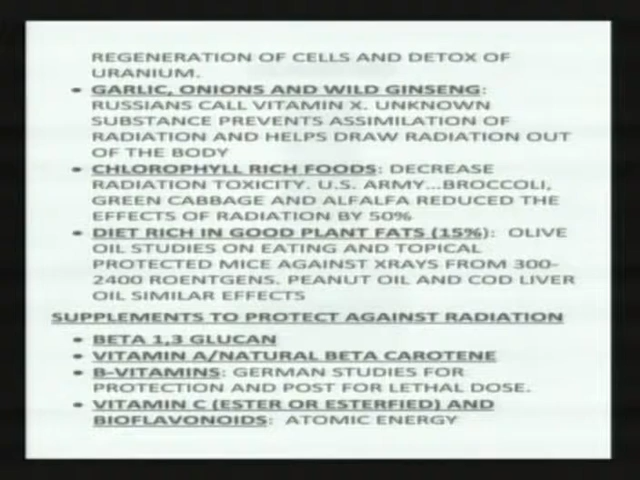 REGENERATION OF CELLS AND DETOX OF
URANIUM.
• GARLIC, ONIONS AND WILD GINSENG:
RUSSIANS CALL VITAMIN X. UNKNOWN
SUBSTANCE PREVENTS ASSIMILATION OF
RADIATION AND HELPS DRAW RADIATION OUT
OF THE BODY
• CHLOROPHYLL RICH FOODS: DECREASE
RADIATION TOXICITY. U.S. ARMY...BROCCOLI,
GREEN CABBAGE AND ALFALFA REDUCED THE
EFFECTS OF RADIATION BY 50%
• DIET RICH IN GOOD PLANT FATS (15%): OLIVE
OIL STUDIES ON EATING AND TOPICAL
PROTECTED MICE AGAINST XRAYS FROM 300-
2400 ROENTGENS. PEANUT OIL AND COD LIVER
OIL SIMILAR EFFECTS
SUPPLEMENTS TO PROTECT AGAINST RADIATION
• BETA 1,3 GLUCAN
• VITAMIN A/NATURAL BETA CAROTENE
• B-VITAMINS: GERMAN STUDIES FOR
PROTECTION AND POST FOR LETHAL DOSE.
• VITAMIN C (ESTER OR ESTERFIED) AND
BIOFLAVONOIDS: ATOMIC ENERGY